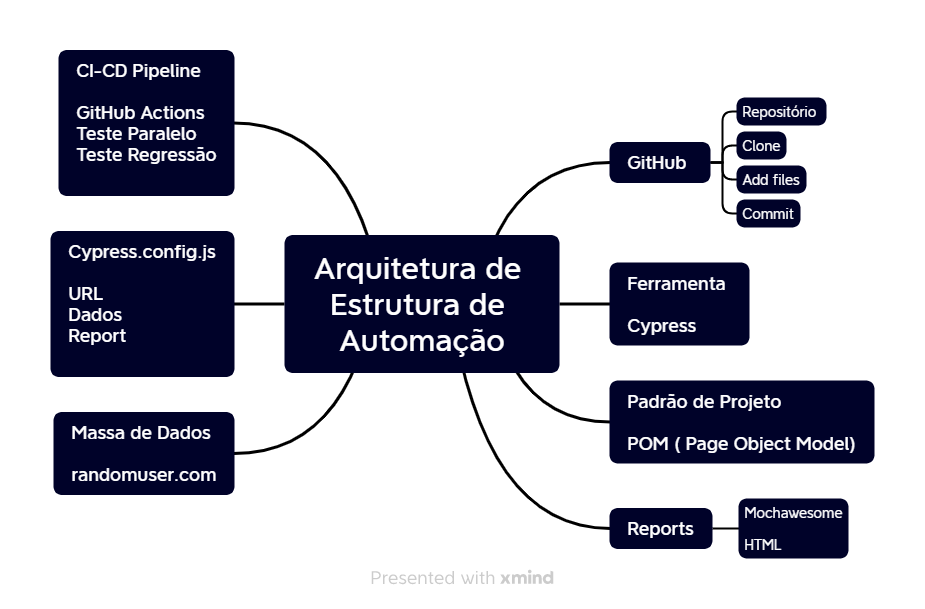 CI-CD Pipeline
GitHub Actions
Teste Paralelo
Teste Regressão
Cypress.config.js
URL
Dados
Report
Massa de Dados
randomuser.com
Arquitetura de
Estrutura de
Automação
GitHub
Repositório
Clone
Add files
Commit
Ferramenta
Cypress
Padrão de Projeto
POM ( Page Object Model)
Reports
Mochawesome
HTML
Presented with xmind